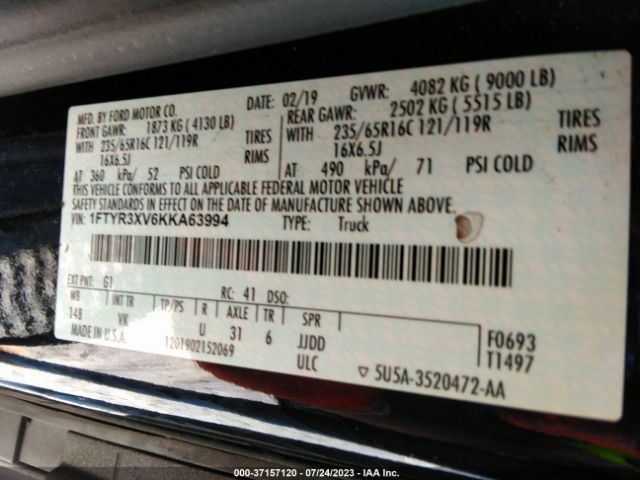 MFD. BY FORD MOTOR CO.
DATE: 02/19 GVWR: 4082 KG ( 9000 LB)
FRONT GAWR: 1873 KG ( 4130 LB)
REAR GAWR: 2502 KG ( 5515 LB)
WITH 235/65R16C 121/119R TIRES
WITH 235/65R16C 121/119R TIRES
16X6.5J RIMS
16X6.5J RIMS
AT 360 kPa/ 52 PSI COLD
AT 490 kPa/ 71 PSI COLD
THIS VEHICLE CONFORMS TO ALL APPLICABLE FEDERAL MOTOR VEHICLE
SAFETY STANDARDS IN EFFECT ON THE DATE OF MANUFACTURE SHOWN ABOVE.
VIN: 1FTYR3XV6KKA63994 TYPE: Truck
EXT PNT: G1 RC: 41 DSO:
WB INT TR TP/PS R AXLE TR SPR
148 VK U 31 6 JJDD F0693
MADE IN U.S.A. 1201902152069 ULC T1497
5U5A-3520472-AA
000-37157120 - 07/24/2023 - IAA Inc.